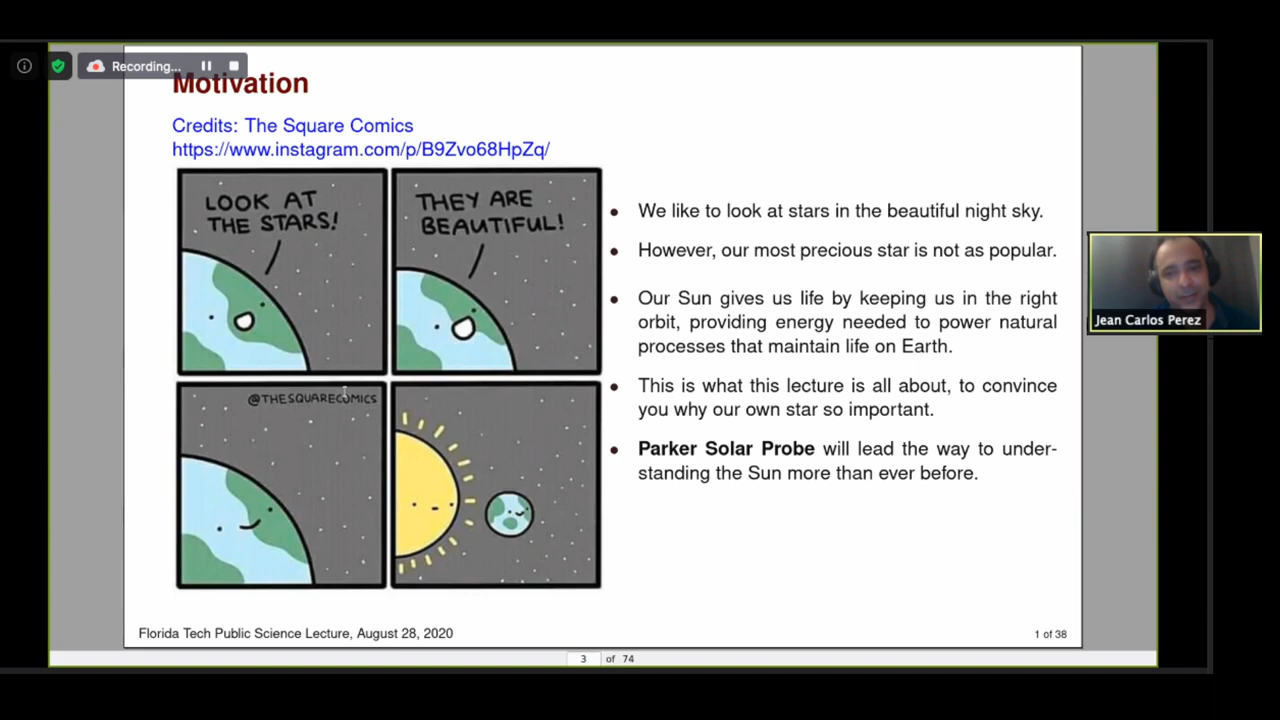 Recording...
Motivation
Credits: The Square Comics
https://www.instagram.com/p/B9Zvo68HpZq/
LOOK AT
THE STARS!
THEY ARE
BEAUTIFUL!
@THESQUARECOMICS
We like to look at stars in the beautiful night sky.
However, our most precious star is not as popular.
Our Sun gives us life by keeping us in the right
orbit, providing energy needed to power natural
processes that maintain life on Earth.
This is what this lecture is all about, to convince
you why our own star so important.
Parker Solar Probe will lead the way to under-
standing the Sun more than ever before.
Jean Carlos Perez
Florida Tech Public Science Lecture, August 28, 2020
1 of 38
3 of 74